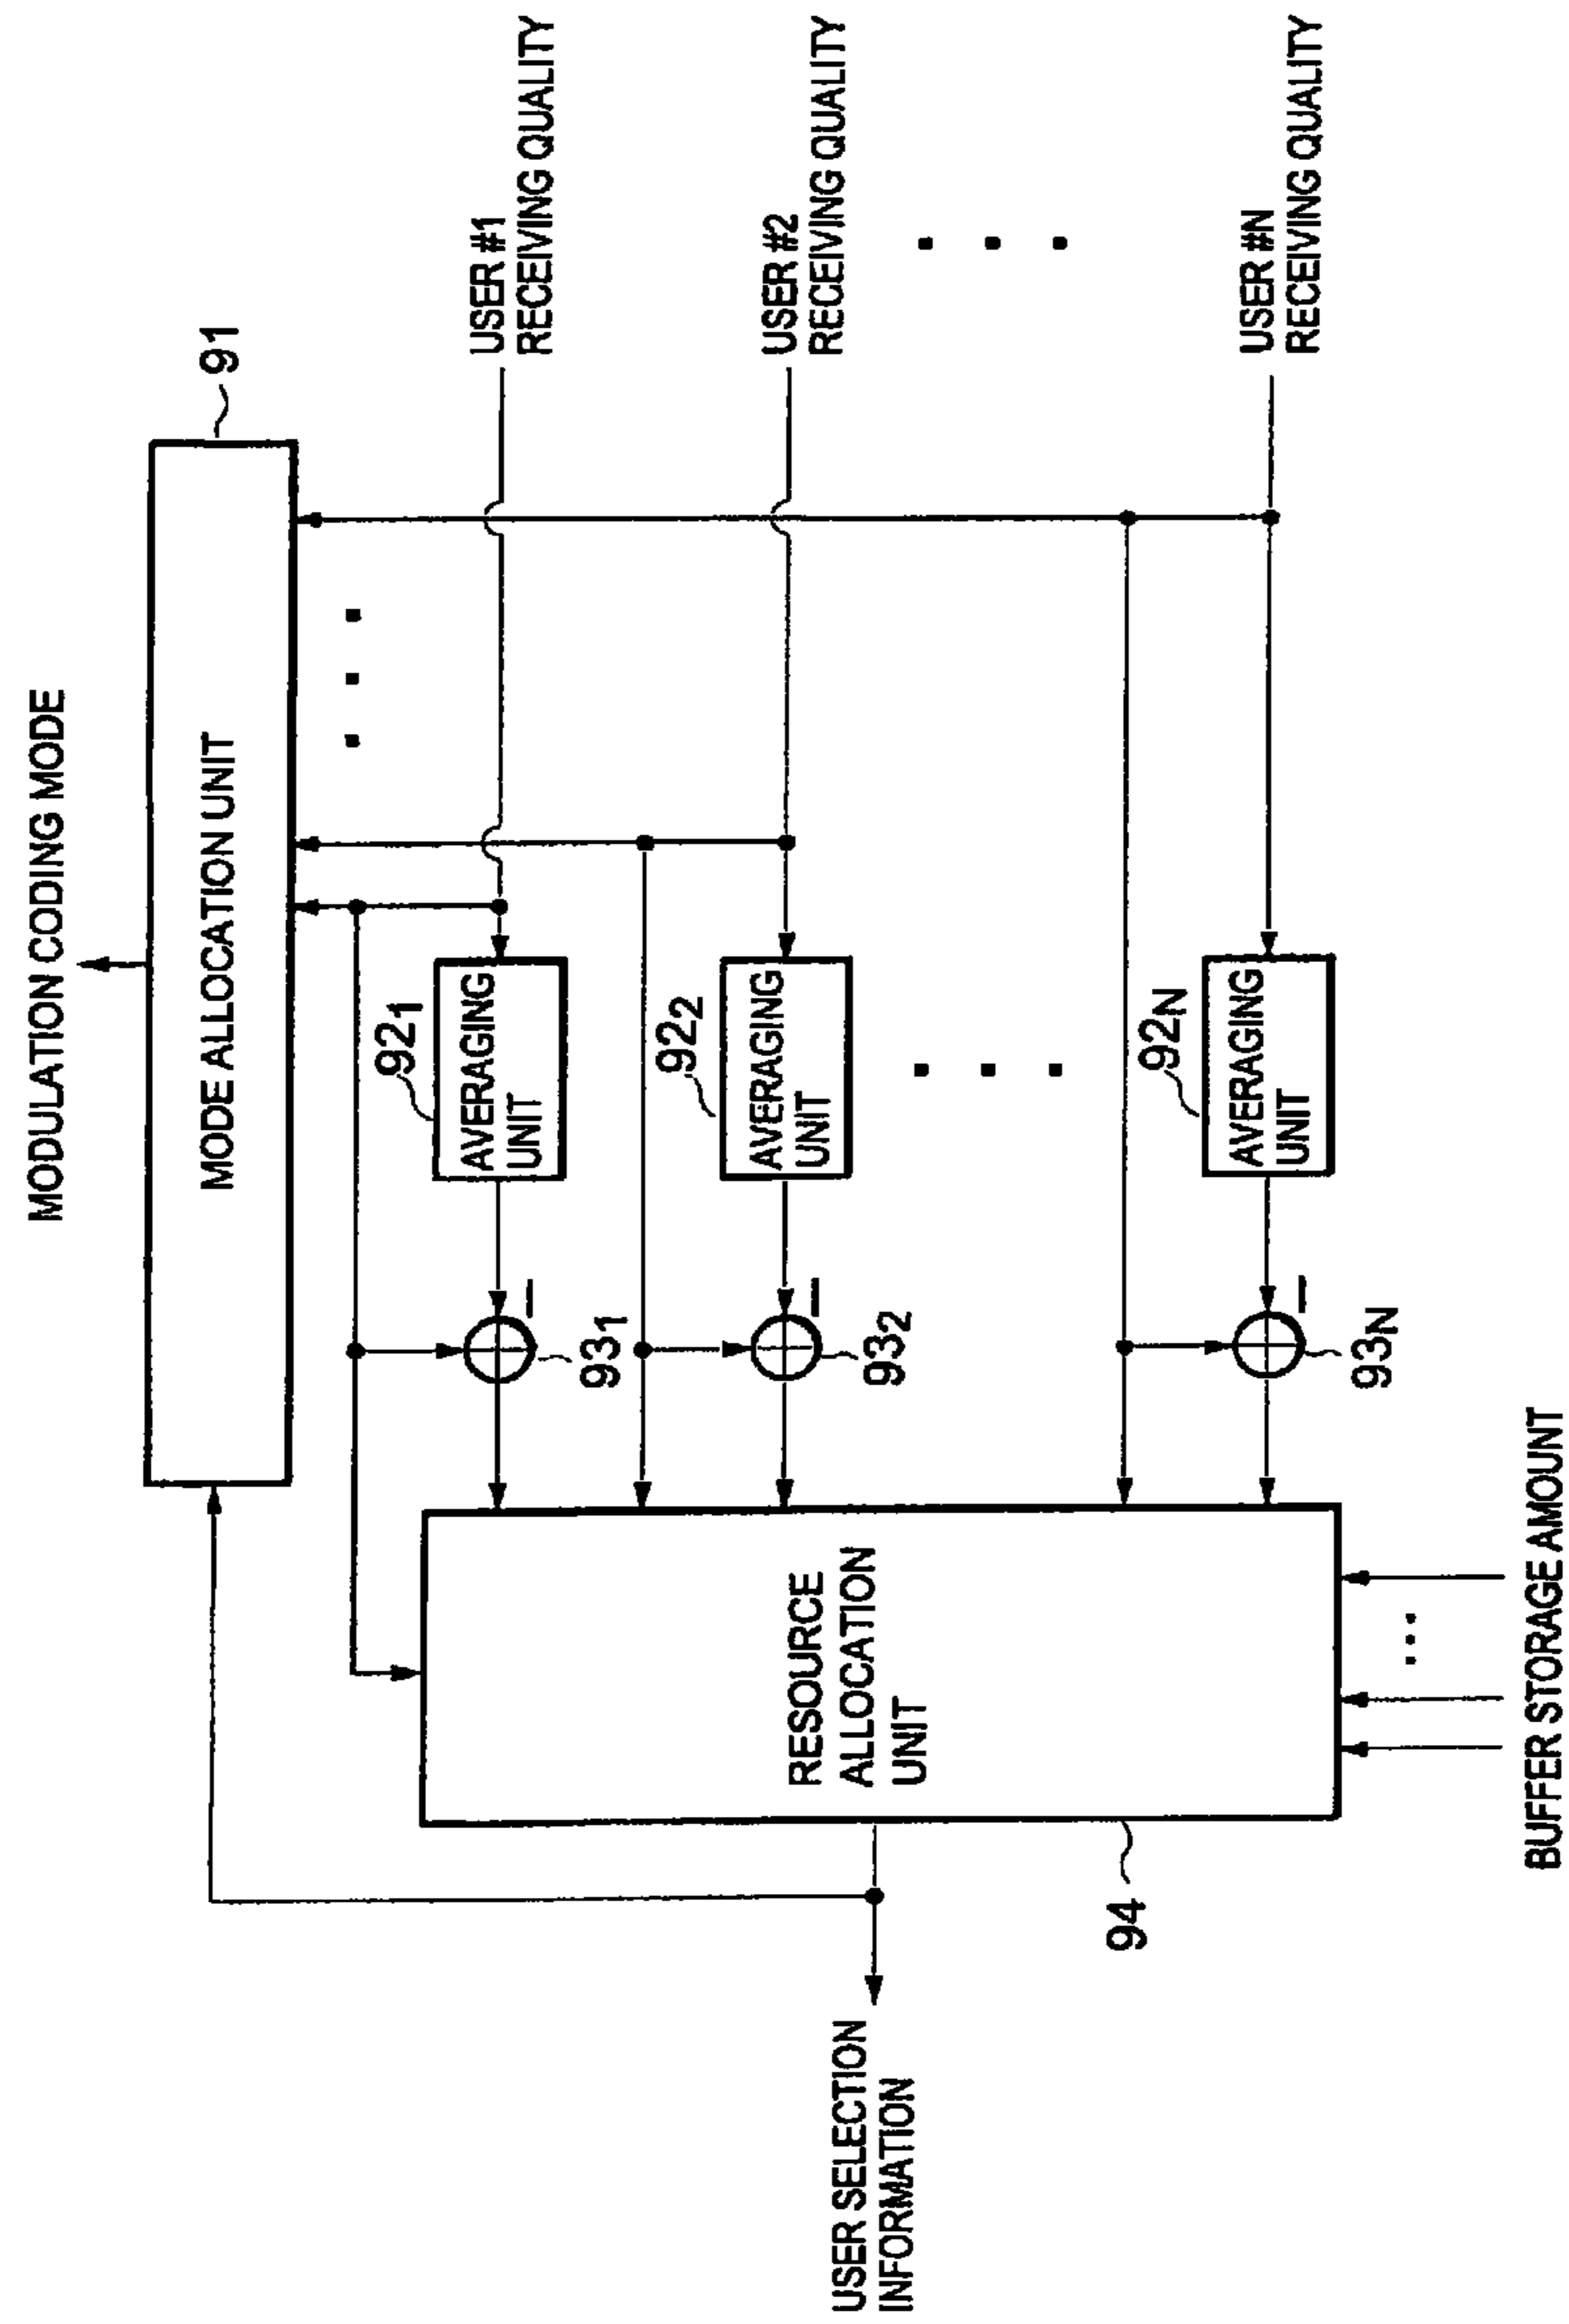 MODULATION CODING MODE
MODE ALLOCATION UNIT
91
USER #1
RECEIVING QUALITY
92₁
AVERAGING
UNIT
93₁
USER #2
RECEIVING QUALITY
92₂
AVERAGING
UNIT
93₂
USER #N
RECEIVING QUALITY
92N
AVERAGING
UNIT
93N
RESOURCE
ALLOCATION
UNIT
94
USER SELECTION
INFORMATION
BUFFER STORAGE AMOUNT